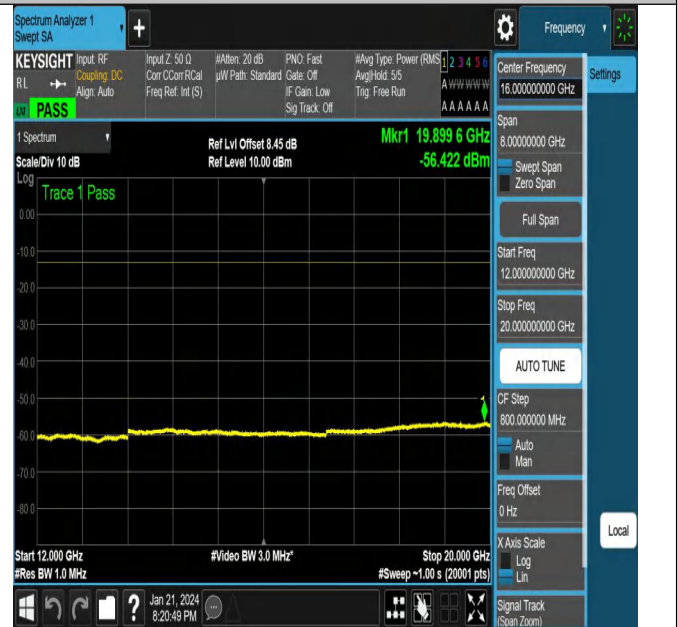 Spectrum Analyzer 1
Swept SA
+
Frequency
KEYSIGHT
RL
PASS
Input: RF
Coupling: DC
Align: Auto
Input Z: 50 Ω
Corr CCorr RCal
Freq Ref: Int (S)
#Atten: 20 dB
µW Path: Standard
PNO: Fast
Gate: Off
IF Gain: Low
Sig Track: Off
#Avg Type: Power (RMS
Avg|Hold: 5/5
Trig: Free Run
1 2 3 4 5 6
A W W W W W
A A A A A A
1 Spectrum
Scale/Div 10 dB
Ref Lvl Offset 8.45 dB
Ref Level 10.00 dBm
Mkr1 19.899 6 GHz
-56.422 dBm
Log
Trace 1 Pass
0.00
-10.0
-20.0
-30.0
-40.0
-50.0
-60.0
-70.0
-80.0
1
Start 12.000 GHz
#Res BW 1.0 MHz
#Video BW 3.0 MHz*
Stop 20.000 GHz
#Sweep ~1.00 s (20001 pts)
Jan 21, 2024
8:20:49 PM
Center Frequency
16.000000000 GHz
Settings
Span
8.00000000 GHz
Swept Span
Zero Span
Full Span
Start Freq
12.000000000 GHz
Stop Freq
20.000000000 GHz
AUTO TUNE
CF Step
800.000000 MHz
Auto
Man
Freq Offset
0 Hz
X Axis Scale
Log
Lin
Local
Signal Track
(Span Zoom)